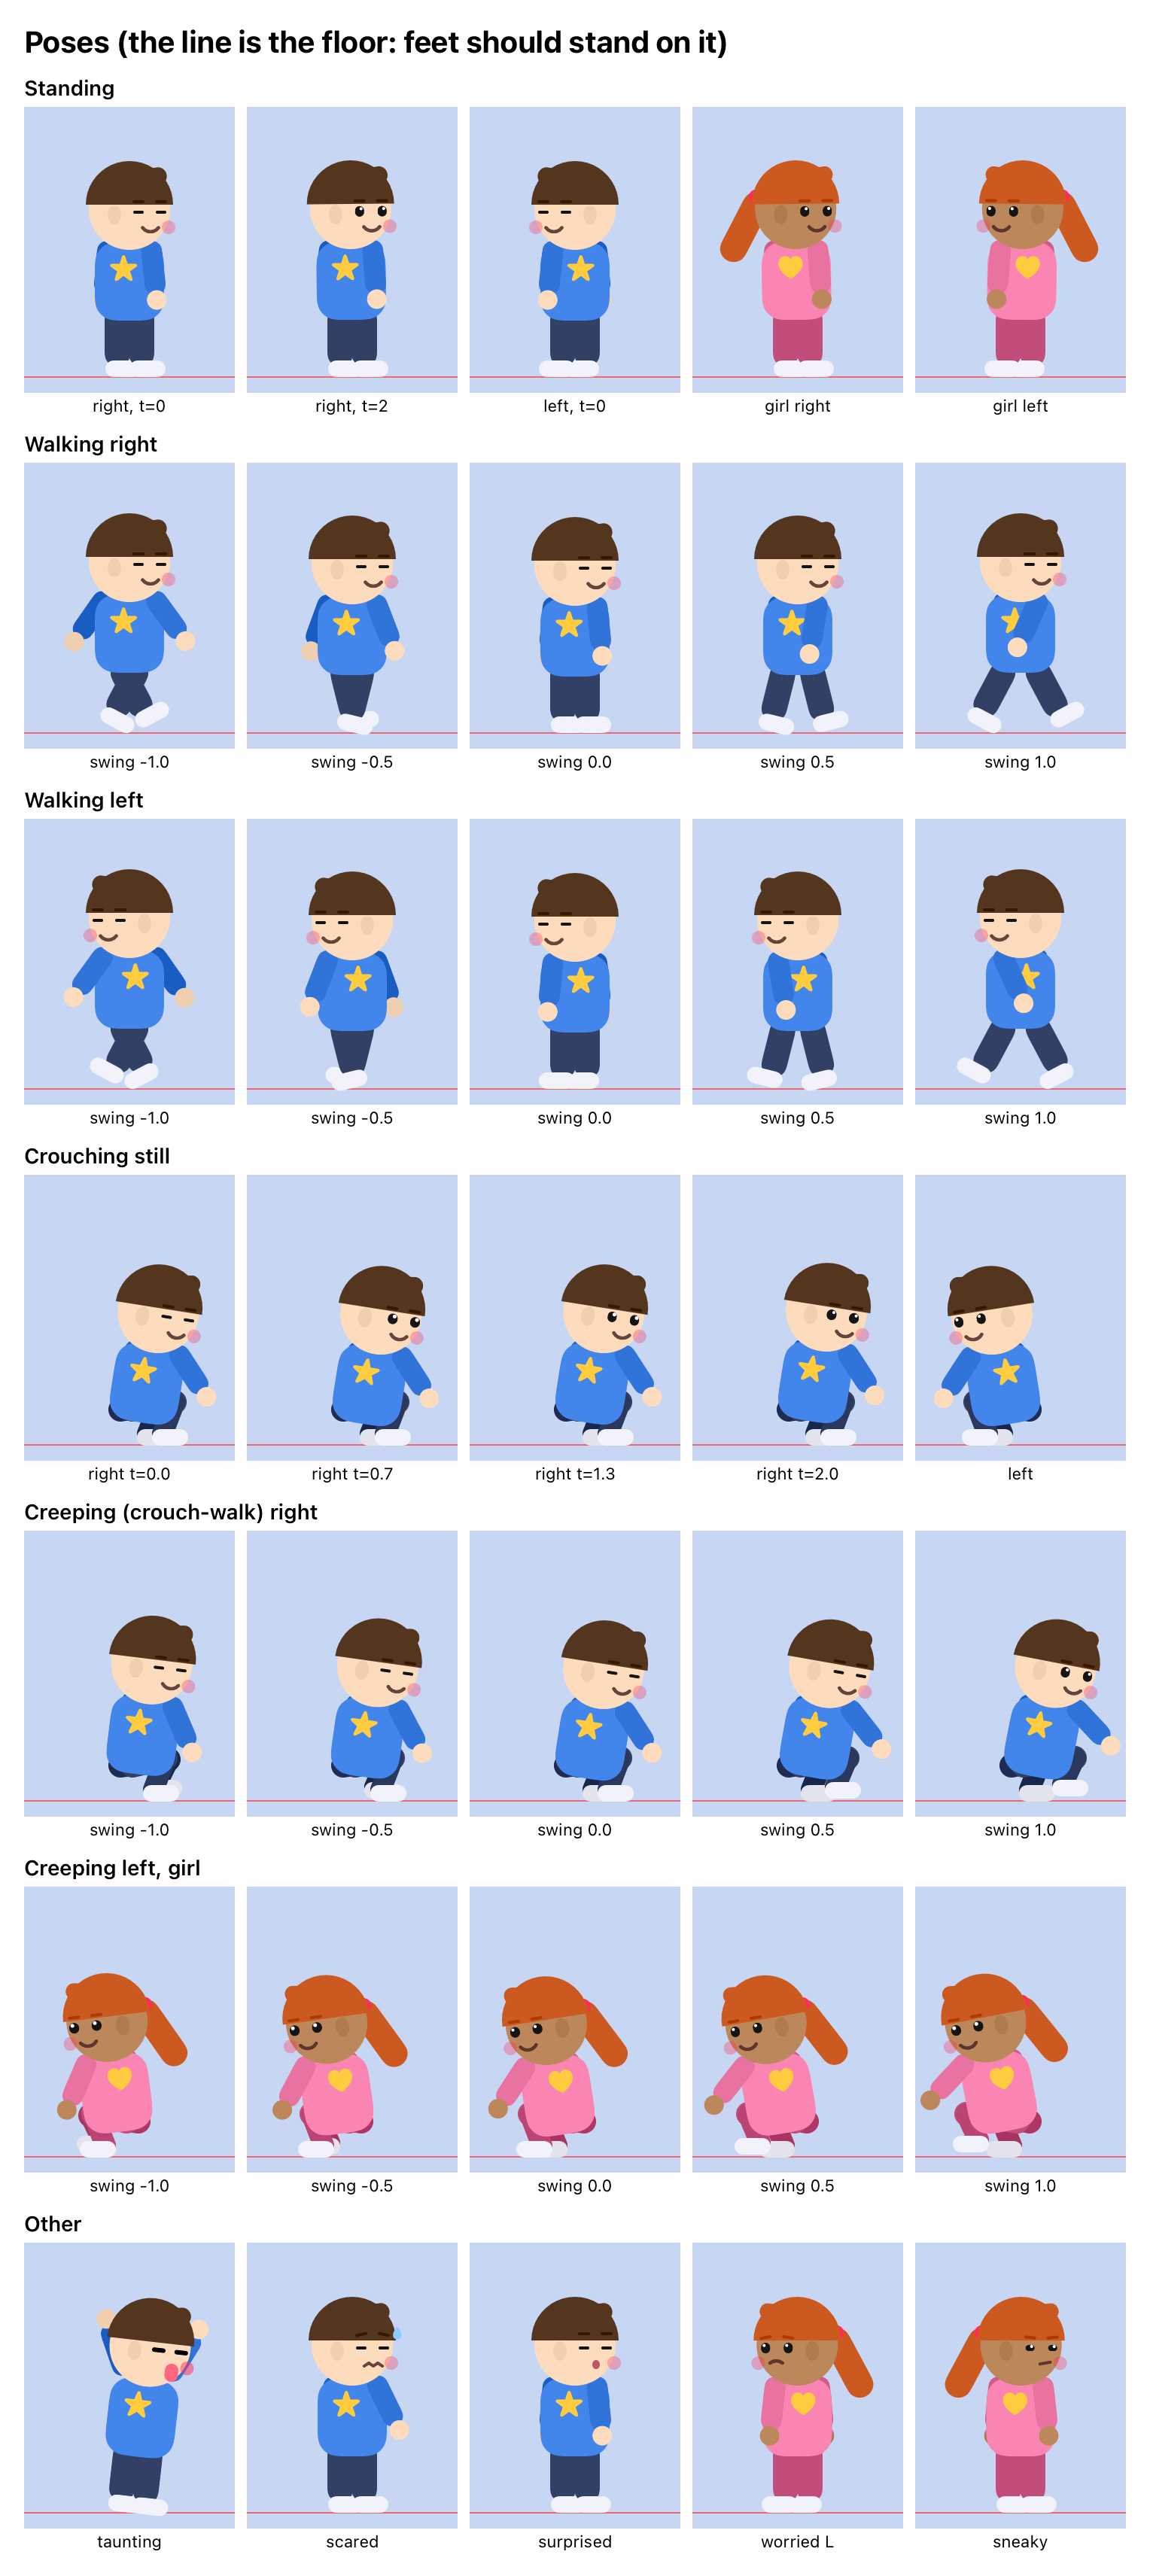 Poses (the line is the floor: feet should stand on it)
Standing
right, t=0
right, t=2
left, t=0
girl right
girl left
Walking right
swing -1.0
swing -0.5
swing 0.0
swing 0.5
swing 1.0
Walking left
swing -1.0
swing -0.5
swing 0.0
swing 0.5
swing 1.0
Crouching still
right t=0.0
right t=0.7
right t=1.3
right t=2.0
left
Creeping (crouch-walk) right
swing -1.0
swing -0.5
swing 0.0
swing 0.5
swing 1.0
Creeping left, girl
swing -1.0
swing -0.5
swing 0.0
swing 0.5
swing 1.0
Other
taunting
scared
surprised
worried L
sneaky